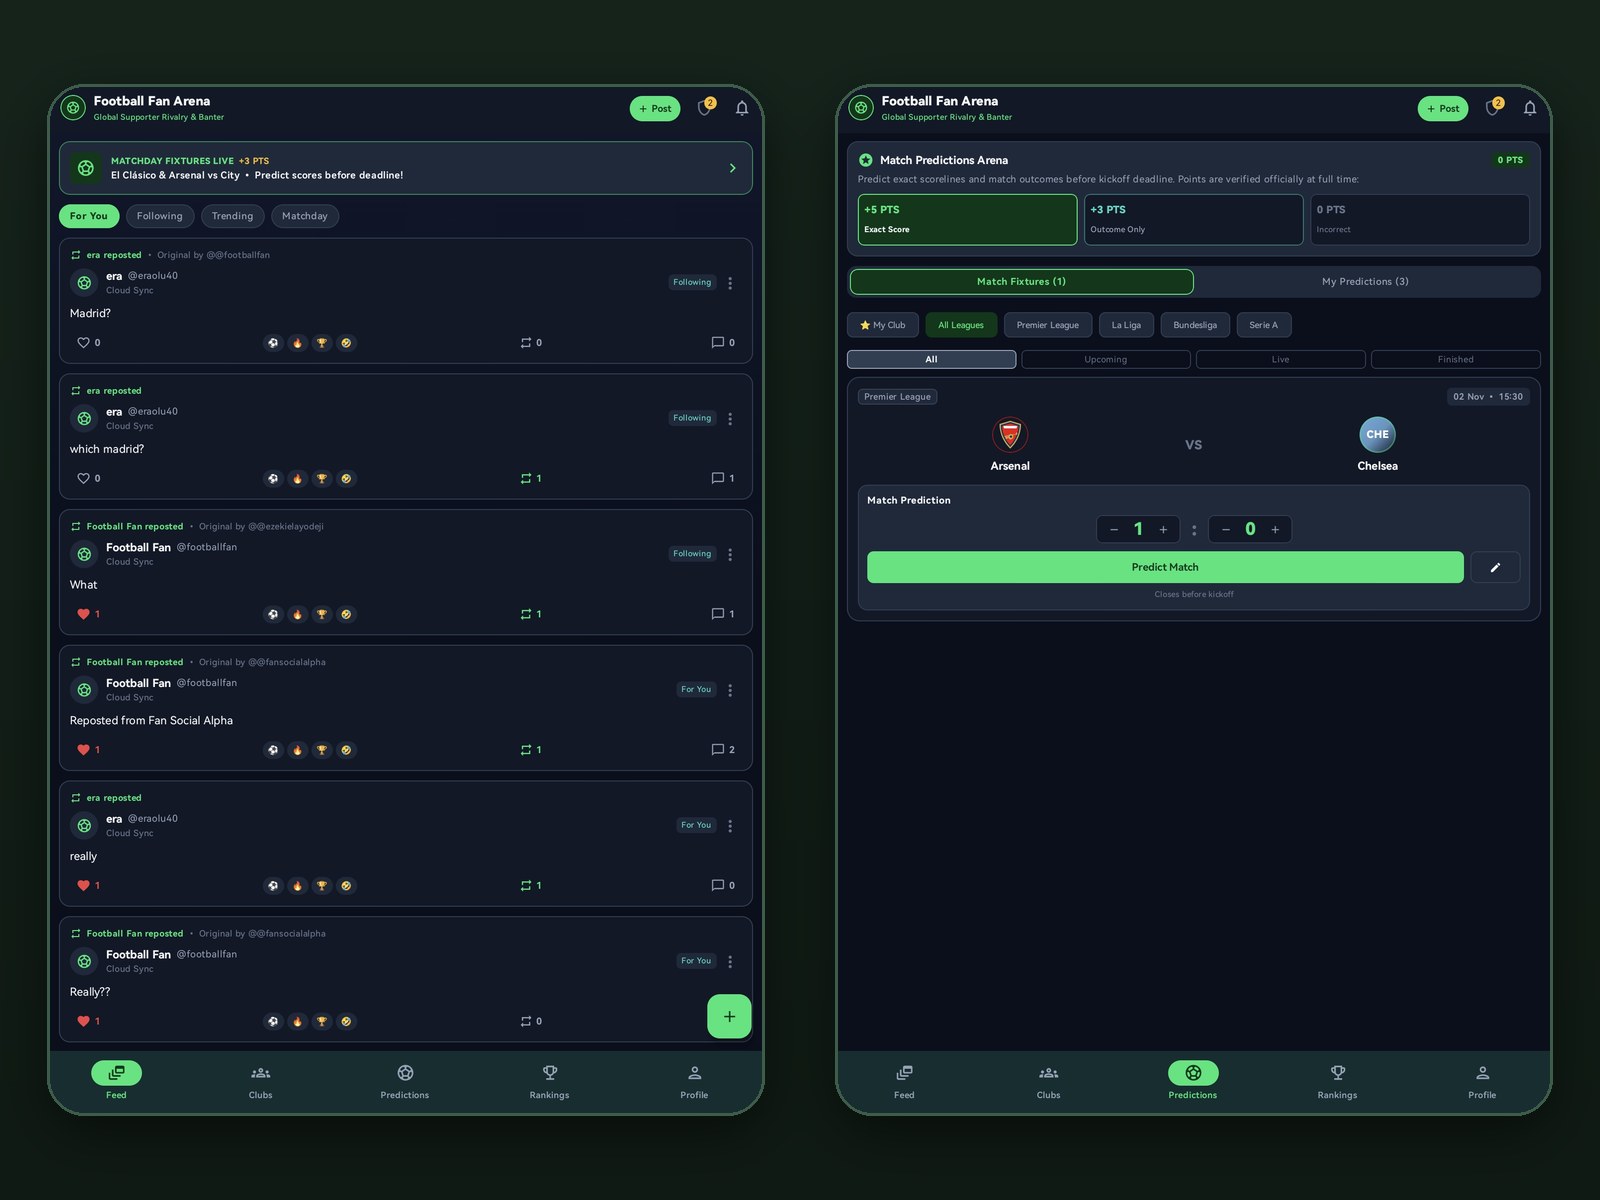 Football Fan Arena
Global Supporter Rivalry & Banter
+ Post
2
MATCHDAY FIXTURES LIVE +3 PTS
El Clásico & Arsenal vs City • Predict scores before deadline!
For You
Following
Trending
Matchday
era reposted • Original by @@footballfan
era @eraolu40
Cloud Sync
Following
Madrid?
0
0
0
era reposted
era @eraolu40
Cloud Sync
Following
which madrid?
0
1
1
Football Fan reposted • Original by @@ezekielayodeji
Football Fan @footballfan
Cloud Sync
Following
What
1
1
1
Football Fan reposted • Original by @@fansocialalpha
Football Fan @footballfan
Cloud Sync
For You
Reposted from Fan Social Alpha
1
1
2
era reposted
era @eraolu40
Cloud Sync
For You
really
1
1
0
Football Fan reposted • Original by @@fansocialalpha
Football Fan @footballfan
Cloud Sync
For You
Really??
1
0
+
Feed
Clubs
Predictions
Rankings
Profile
Football Fan Arena
Global Supporter Rivalry & Banter
+ Post
2
Match Predictions Arena
0 PTS
Predict exact scorelines and match outcomes before kickoff deadline. Points are verified officially at full time:
+5 PTS
Exact Score
+3 PTS
Outcome Only
0 PTS
Incorrect
Match Fixtures (1)
My Predictions (3)
⭐ My Club
All Leagues
Premier League
La Liga
Bundesliga
Serie A
All
Upcoming
Live
Finished
Premier League
02 Nov • 15:30
VS
CHE
Arsenal
Chelsea
Match Prediction
− 1 + : − 0 +
Predict Match
Closes before kickoff
Feed
Clubs
Predictions
Rankings
Profile